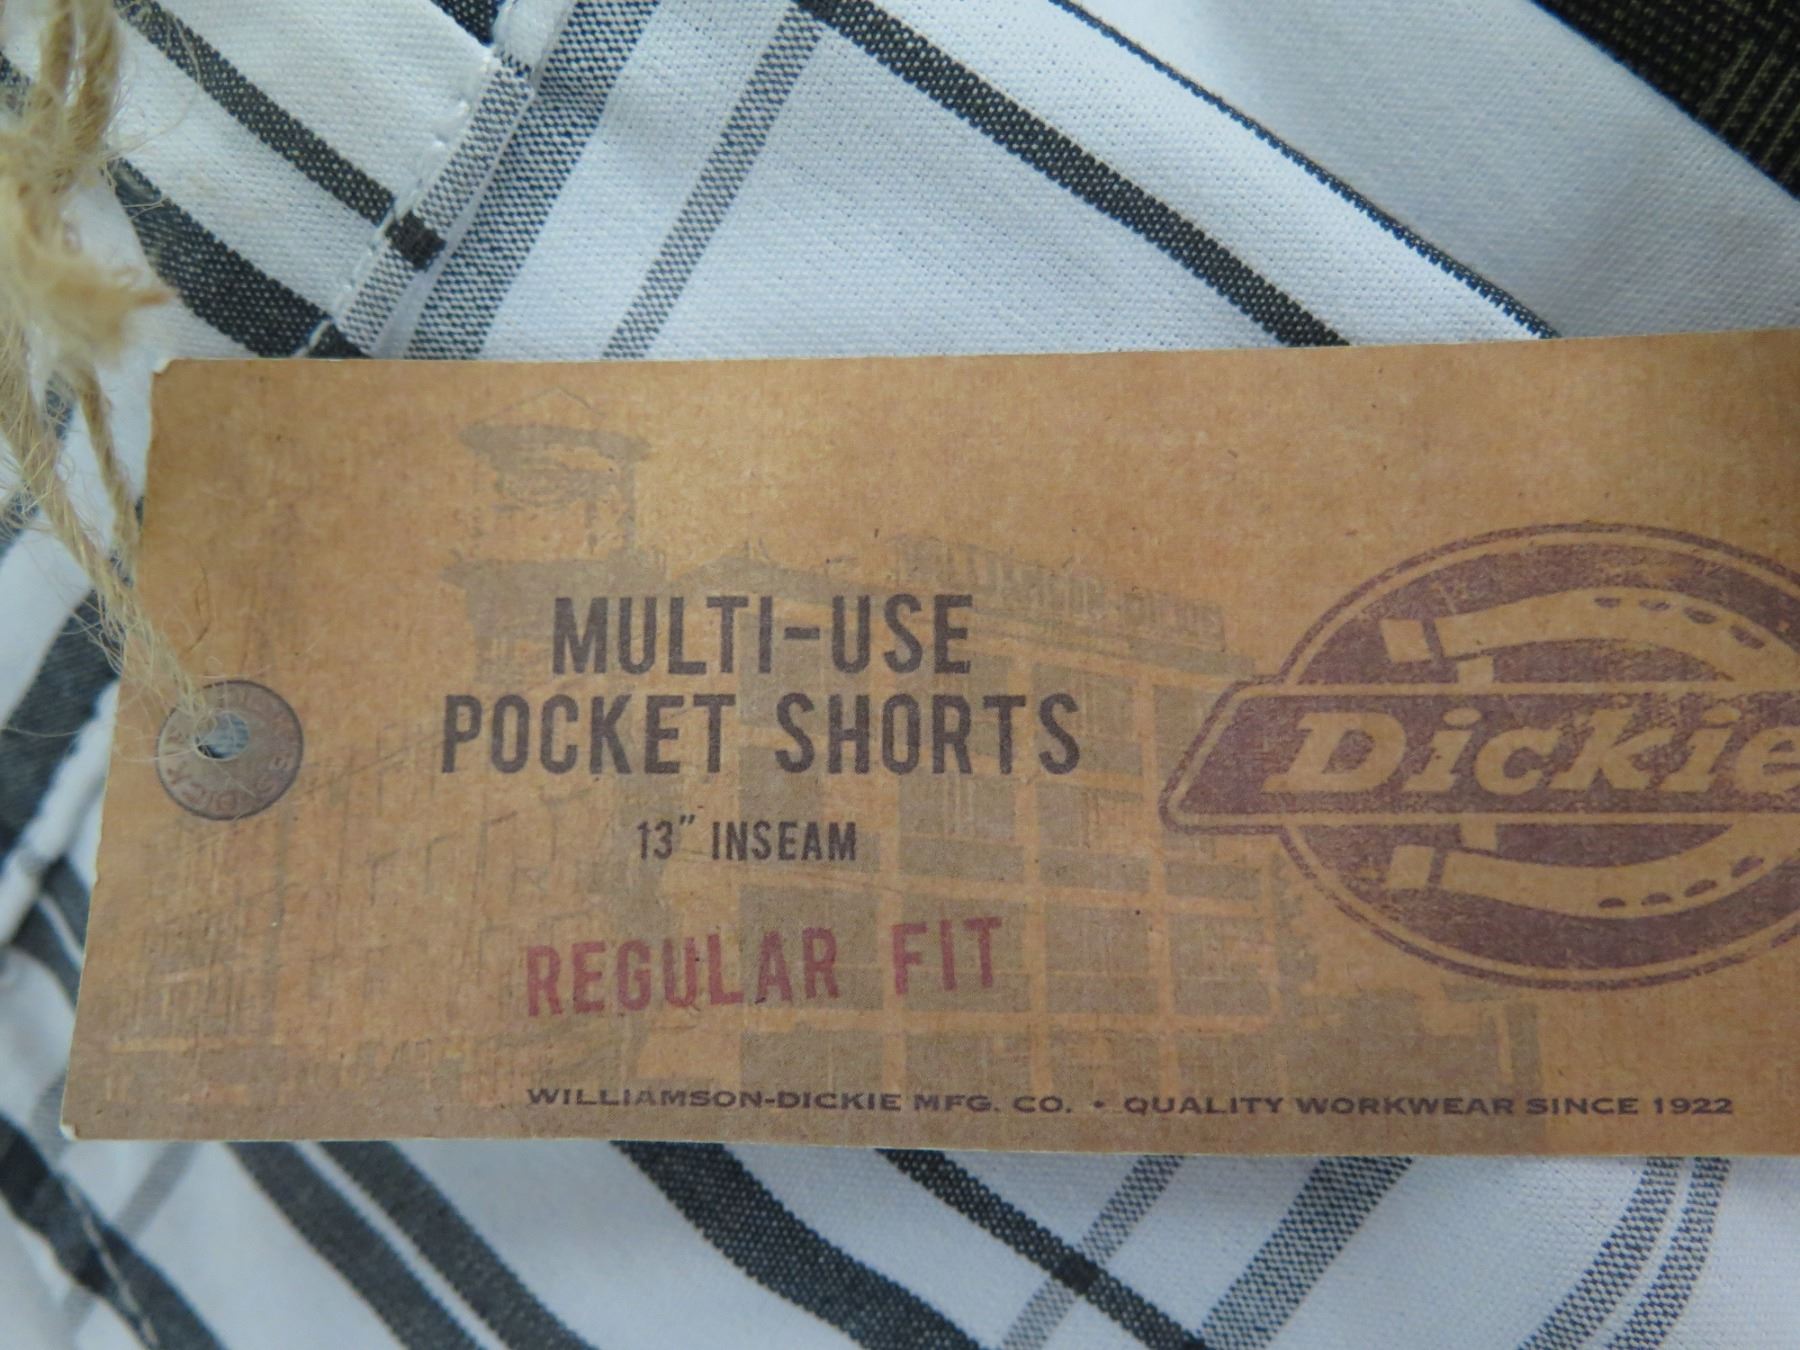 MULTI-USE
POCKET SHORTS
13" INSEAM
REGULAR FIT
Dickie
WILLIAMSON-DICKIE MFG. CO. • QUALITY WORKWEAR SINCE 1922